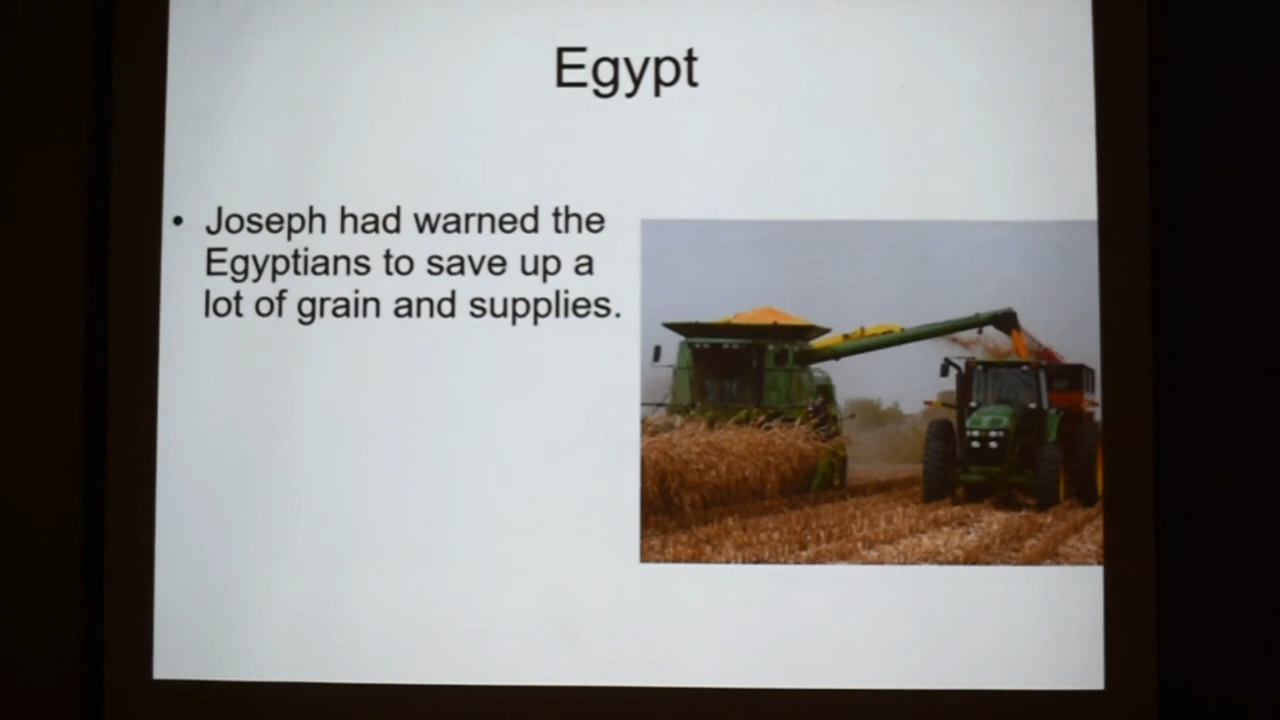 Egypt
• Joseph had warned the
Egyptians to save up a
lot of grain and supplies.